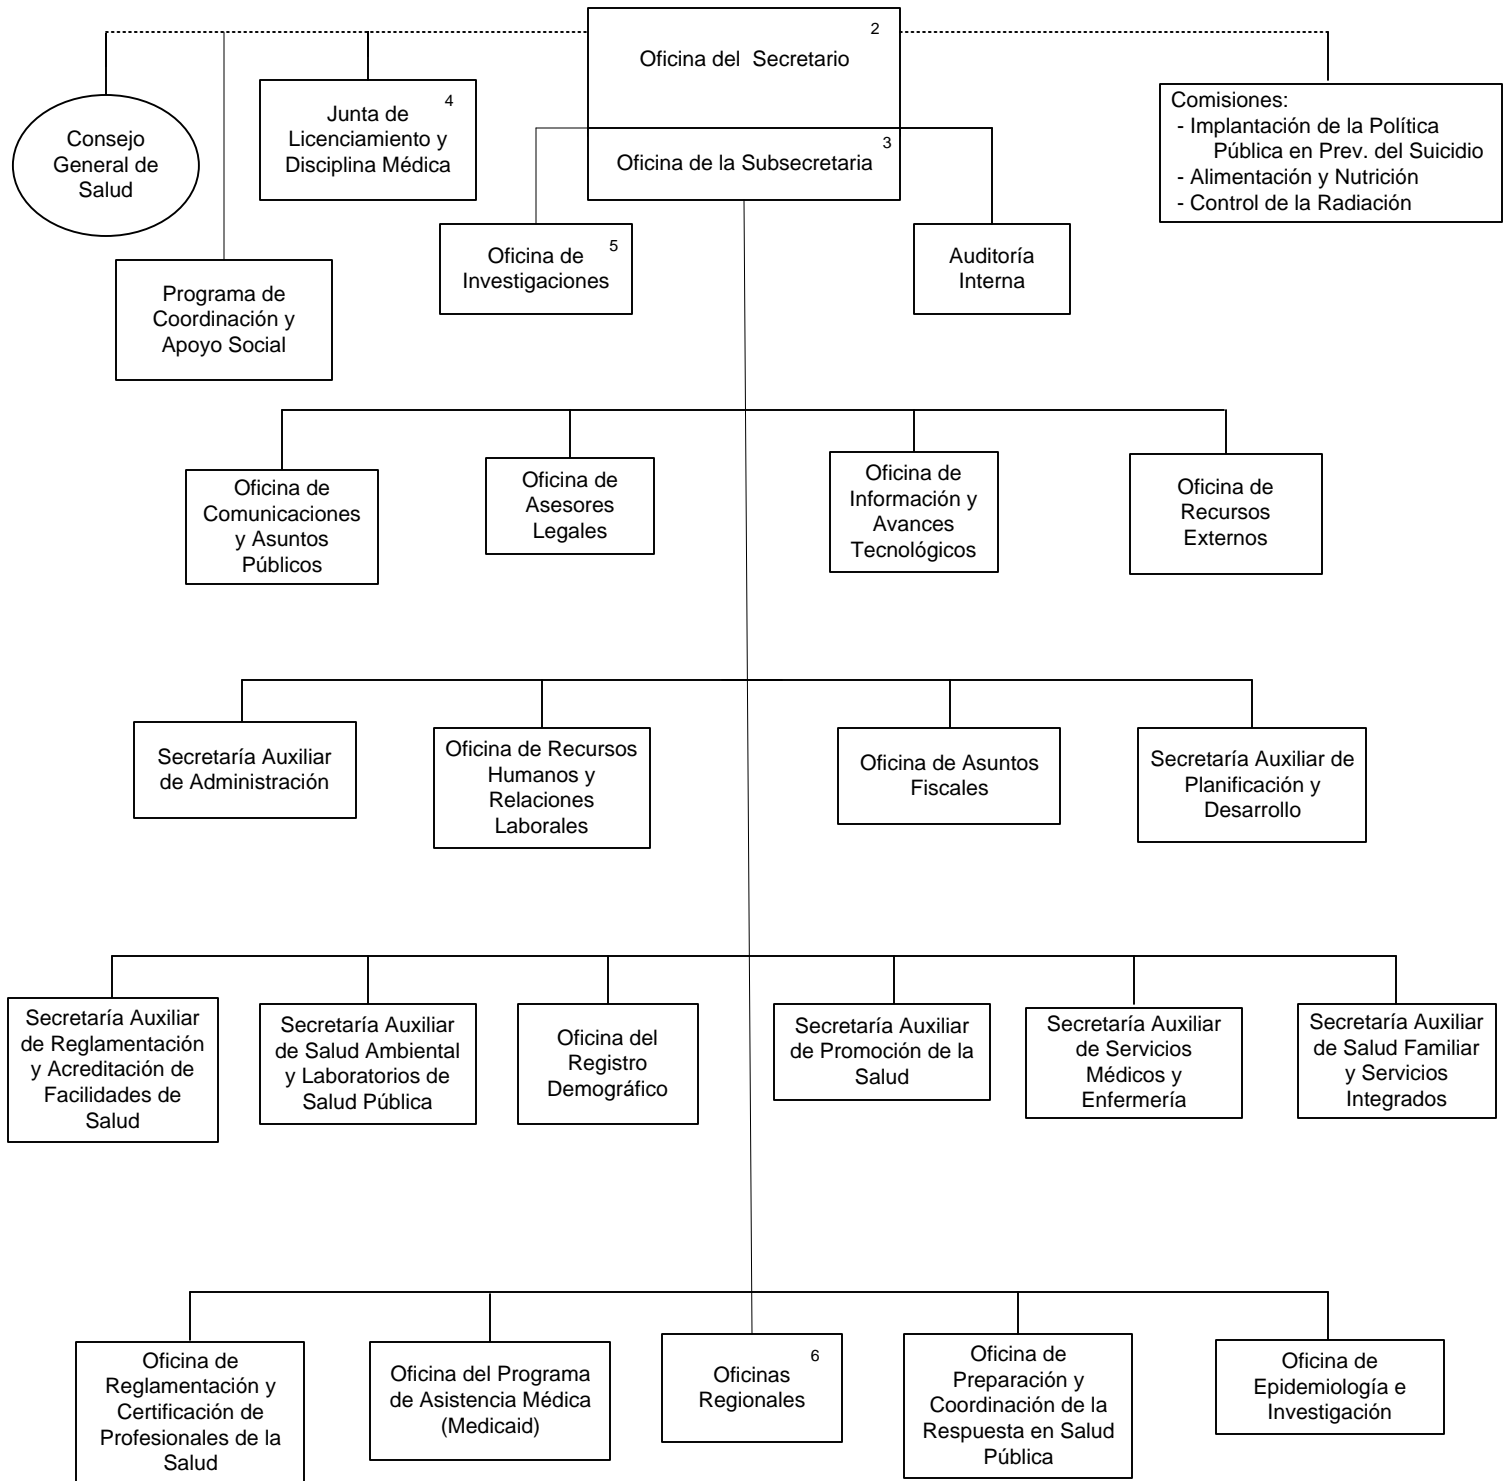 2
Oficina del Secretario
3
Oficina de la Subsecretaria
Consejo
General de
Salud
4
Junta de
Licenciamiento y
Disciplina Médica
Comisiones:
- Implantación de la Política
Pública en Prev. del Suicidio
- Alimentación y Nutrición
- Control de la Radiación
Programa de
Coordinación y
Apoyo Social
5
Oficina de
Investigaciones
Auditoría
Interna
Oficina de
Comunicaciones
y Asuntos
Públicos
Oficina de
Asesores
Legales
Oficina de
Información y
Avances
Tecnológicos
Oficina de
Recursos
Externos
Secretaría Auxiliar
de Administración
Oficina de Recursos
Humanos y
Relaciones
Laborales
Oficina de Asuntos
Fiscales
Secretaría Auxiliar de
Planificación y
Desarrollo
Secretaría Auxiliar
de Reglamentación
y Acreditación de
Facilidades de
Salud
Secretaría Auxiliar
de Salud Ambiental
y Laboratorios de
Salud Pública
Oficina del
Registro
Demográfico
Secretaría Auxiliar
de Promoción de la
Salud
Secretaría Auxiliar
de Servicios
Médicos y
Enfermería
Secretaría Auxiliar
de Salud Familiar
y Servicios
Integrados
Oficina de
Reglamentación y
Certificación de
Profesionales de la
Salud
Oficina del Programa
de Asistencia Médica
(Medicaid)
6
Oficinas
Regionales
Oficina de
Preparación y
Coordinación de la
Respuesta en Salud
Pública
Oficina de
Epidemiología e
Investigación